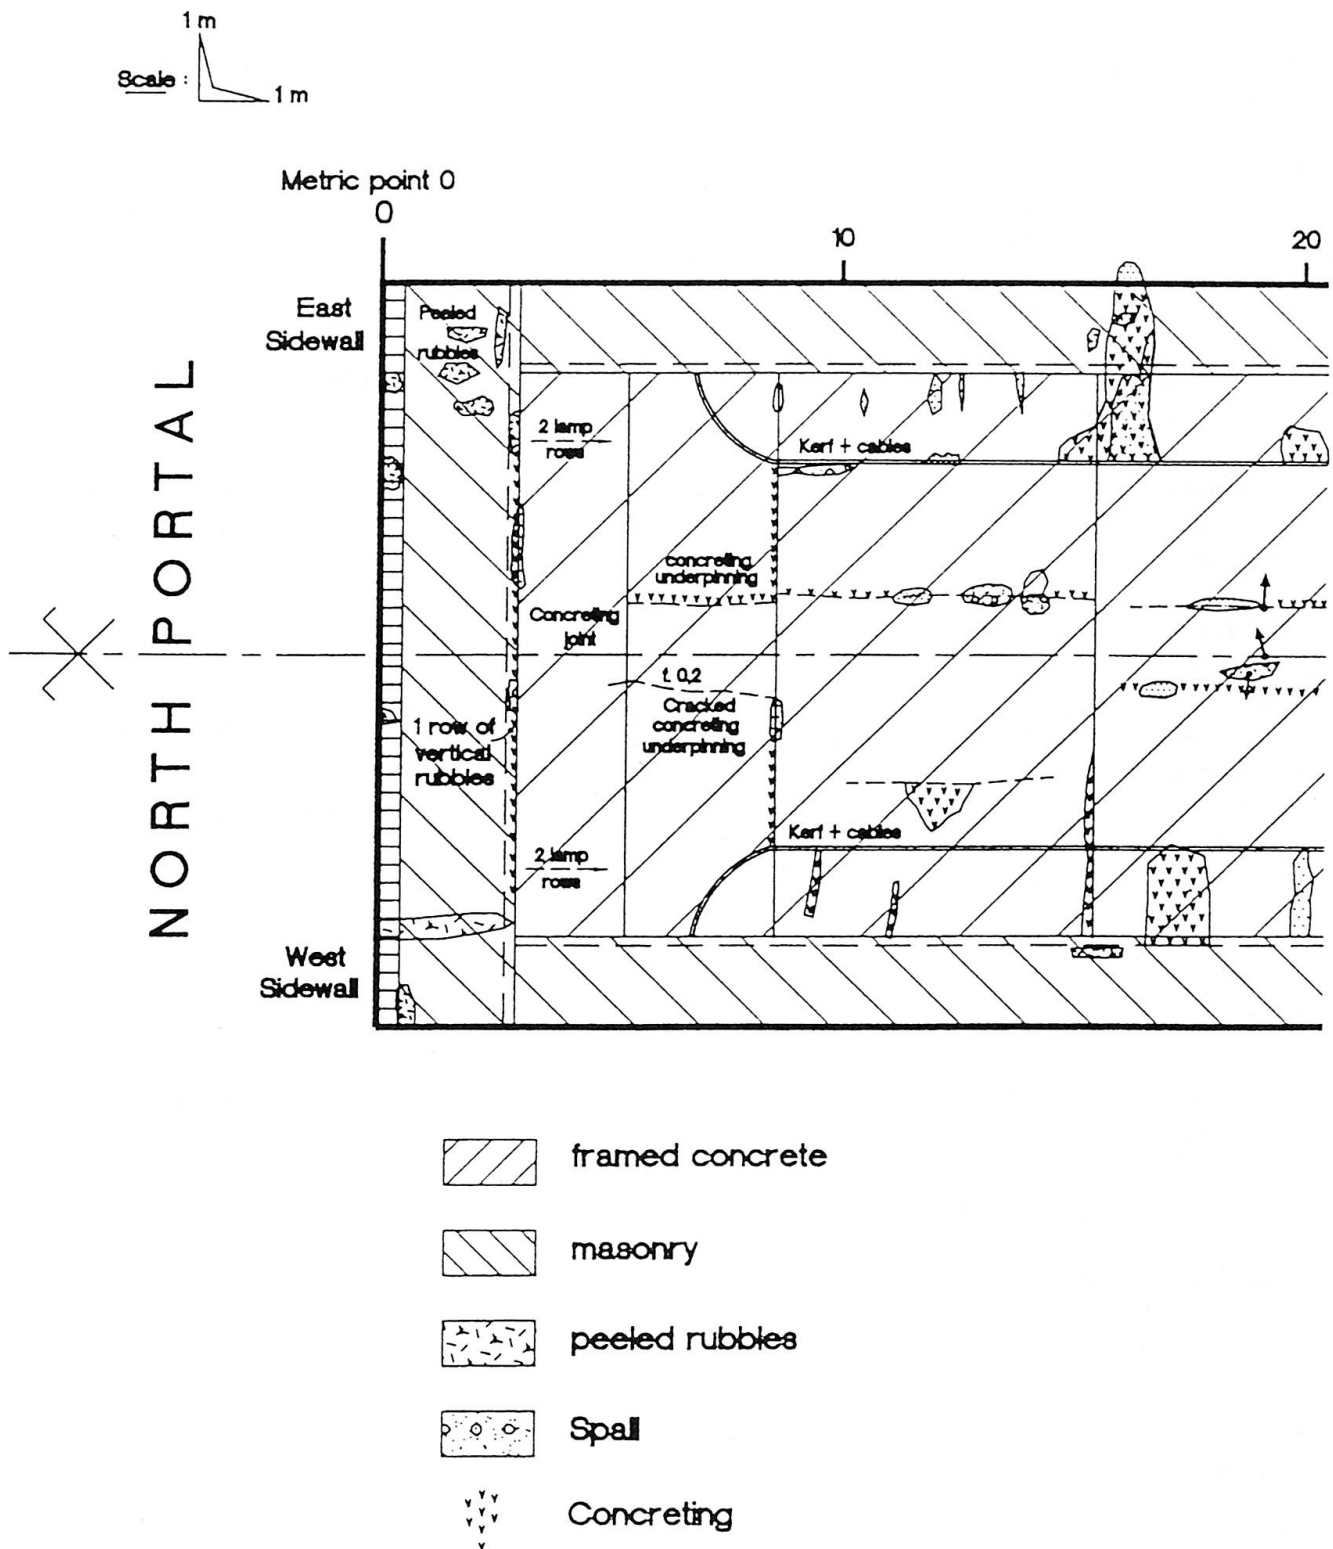 1 m
Scale :
1 m
Metric point 0
0
10
20
East
Sidewall
Peeled
rubbles
2 lamp
rows
Kerf + cables
NORTH PORTAL
concreting
underpinning
Concreting
joint
f. 0,2
Cracked
concreting
underpinning
1 row of
vertical
rubbles
Kerf + cables
2 lamp
rows
West
Sidewall
framed concrete
masonry
peeled rubbles
Spall
Concreting